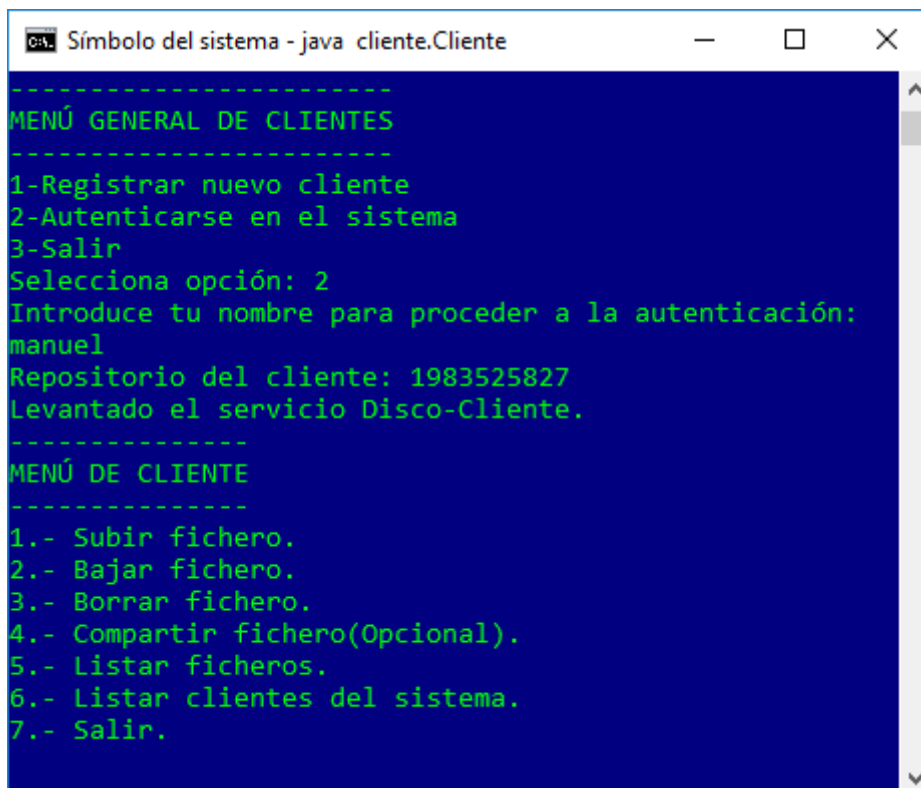 Símbolo del sistema - java cliente.Cliente
-------------------------
MENÚ GENERAL DE CLIENTES
-------------------------
1-Registrar nuevo cliente
2-Autenticarse en el sistema
3-Salir
Selecciona opción: 2
Introduce tu nombre para proceder a la autenticación:
manuel
Repositorio del cliente: 1983525827
Levantado el servicio Disco-Cliente.
---------------
MENÚ DE CLIENTE
---------------
1.- Subir fichero.
2.- Bajar fichero.
3.- Borrar fichero.
4.- Compartir fichero(Opcional).
5.- Listar ficheros.
6.- Listar clientes del sistema.
7.- Salir.